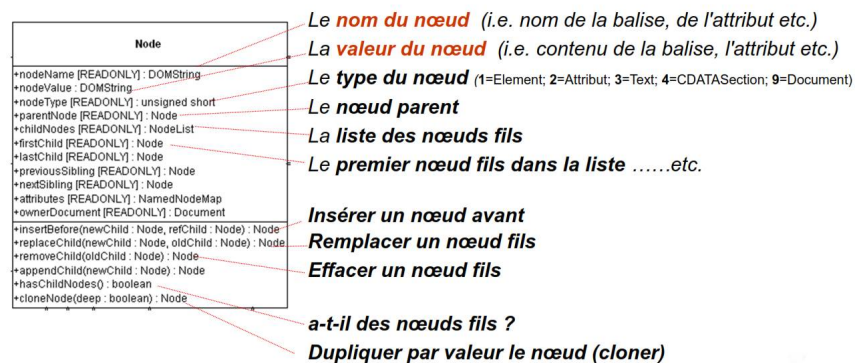 Node
+nodeName [READONLY] : DOMString
+nodeValue : DOMString
+nodeType [READONLY] : unsigned short
+parentNode [READONLY] : Node
+childNodes [READONLY] : NodeList
+firstChild [READONLY] : Node
+lastChild [READONLY] : Node
+previousSibling [READONLY] : Node
+nextSibling [READONLY] : Node
+attributes [READONLY] : NamedNodeMap
+ownerDocument [READONLY] : Document
+insertBefore(newChild : Node, refChild : Node) : Node
+replaceChild(newChild : Node, oldChild : Node) : Node
+removeChild(oldChild : Node) : Node
+appendChild(newChild : Node) : Node
+hasChildNodes() : boolean
+cloneNode(deep : boolean) : Node
Le nom du nœud (i.e. nom de la balise, de l'attribut etc.)
La valeur du nœud (i.e. contenu de la balise, l'attribut etc.)
Le type du nœud (1=Element; 2=Attribut; 3=Text; 4=CDATASection; 9=Document)
Le nœud parent
La liste des nœuds fils
Le premier nœud fils dans la liste ......etc.
Insérer un nœud avant
Remplacer un nœud fils
Effacer un nœud fils
a-t-il des nœuds fils ?
Dupliquer par valeur le nœud (cloner)